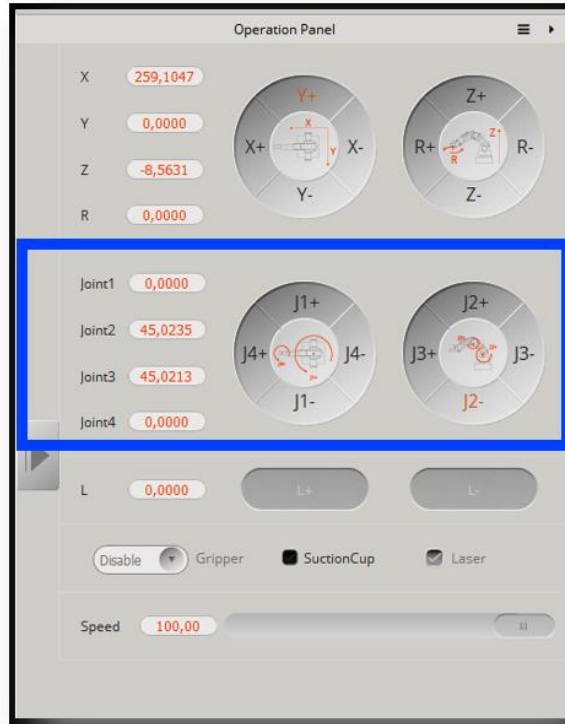 Operation Panel
X 259,1047
Y 0,0000
Z -8,5631
R 0,0000
Y+
X+ X-
Y-
X
Y
Z+
R+ R-
Z-
Z
R
Joint1 0,0000
Joint2 45,0235
Joint3 45,0213
Joint4 0,0000
J1+
J4+ J4-
J1-
J2+
J3+ J3-
J2-
L 0,0000 L+ L-
Disable Gripper SuctionCup Laser
Speed 100,00